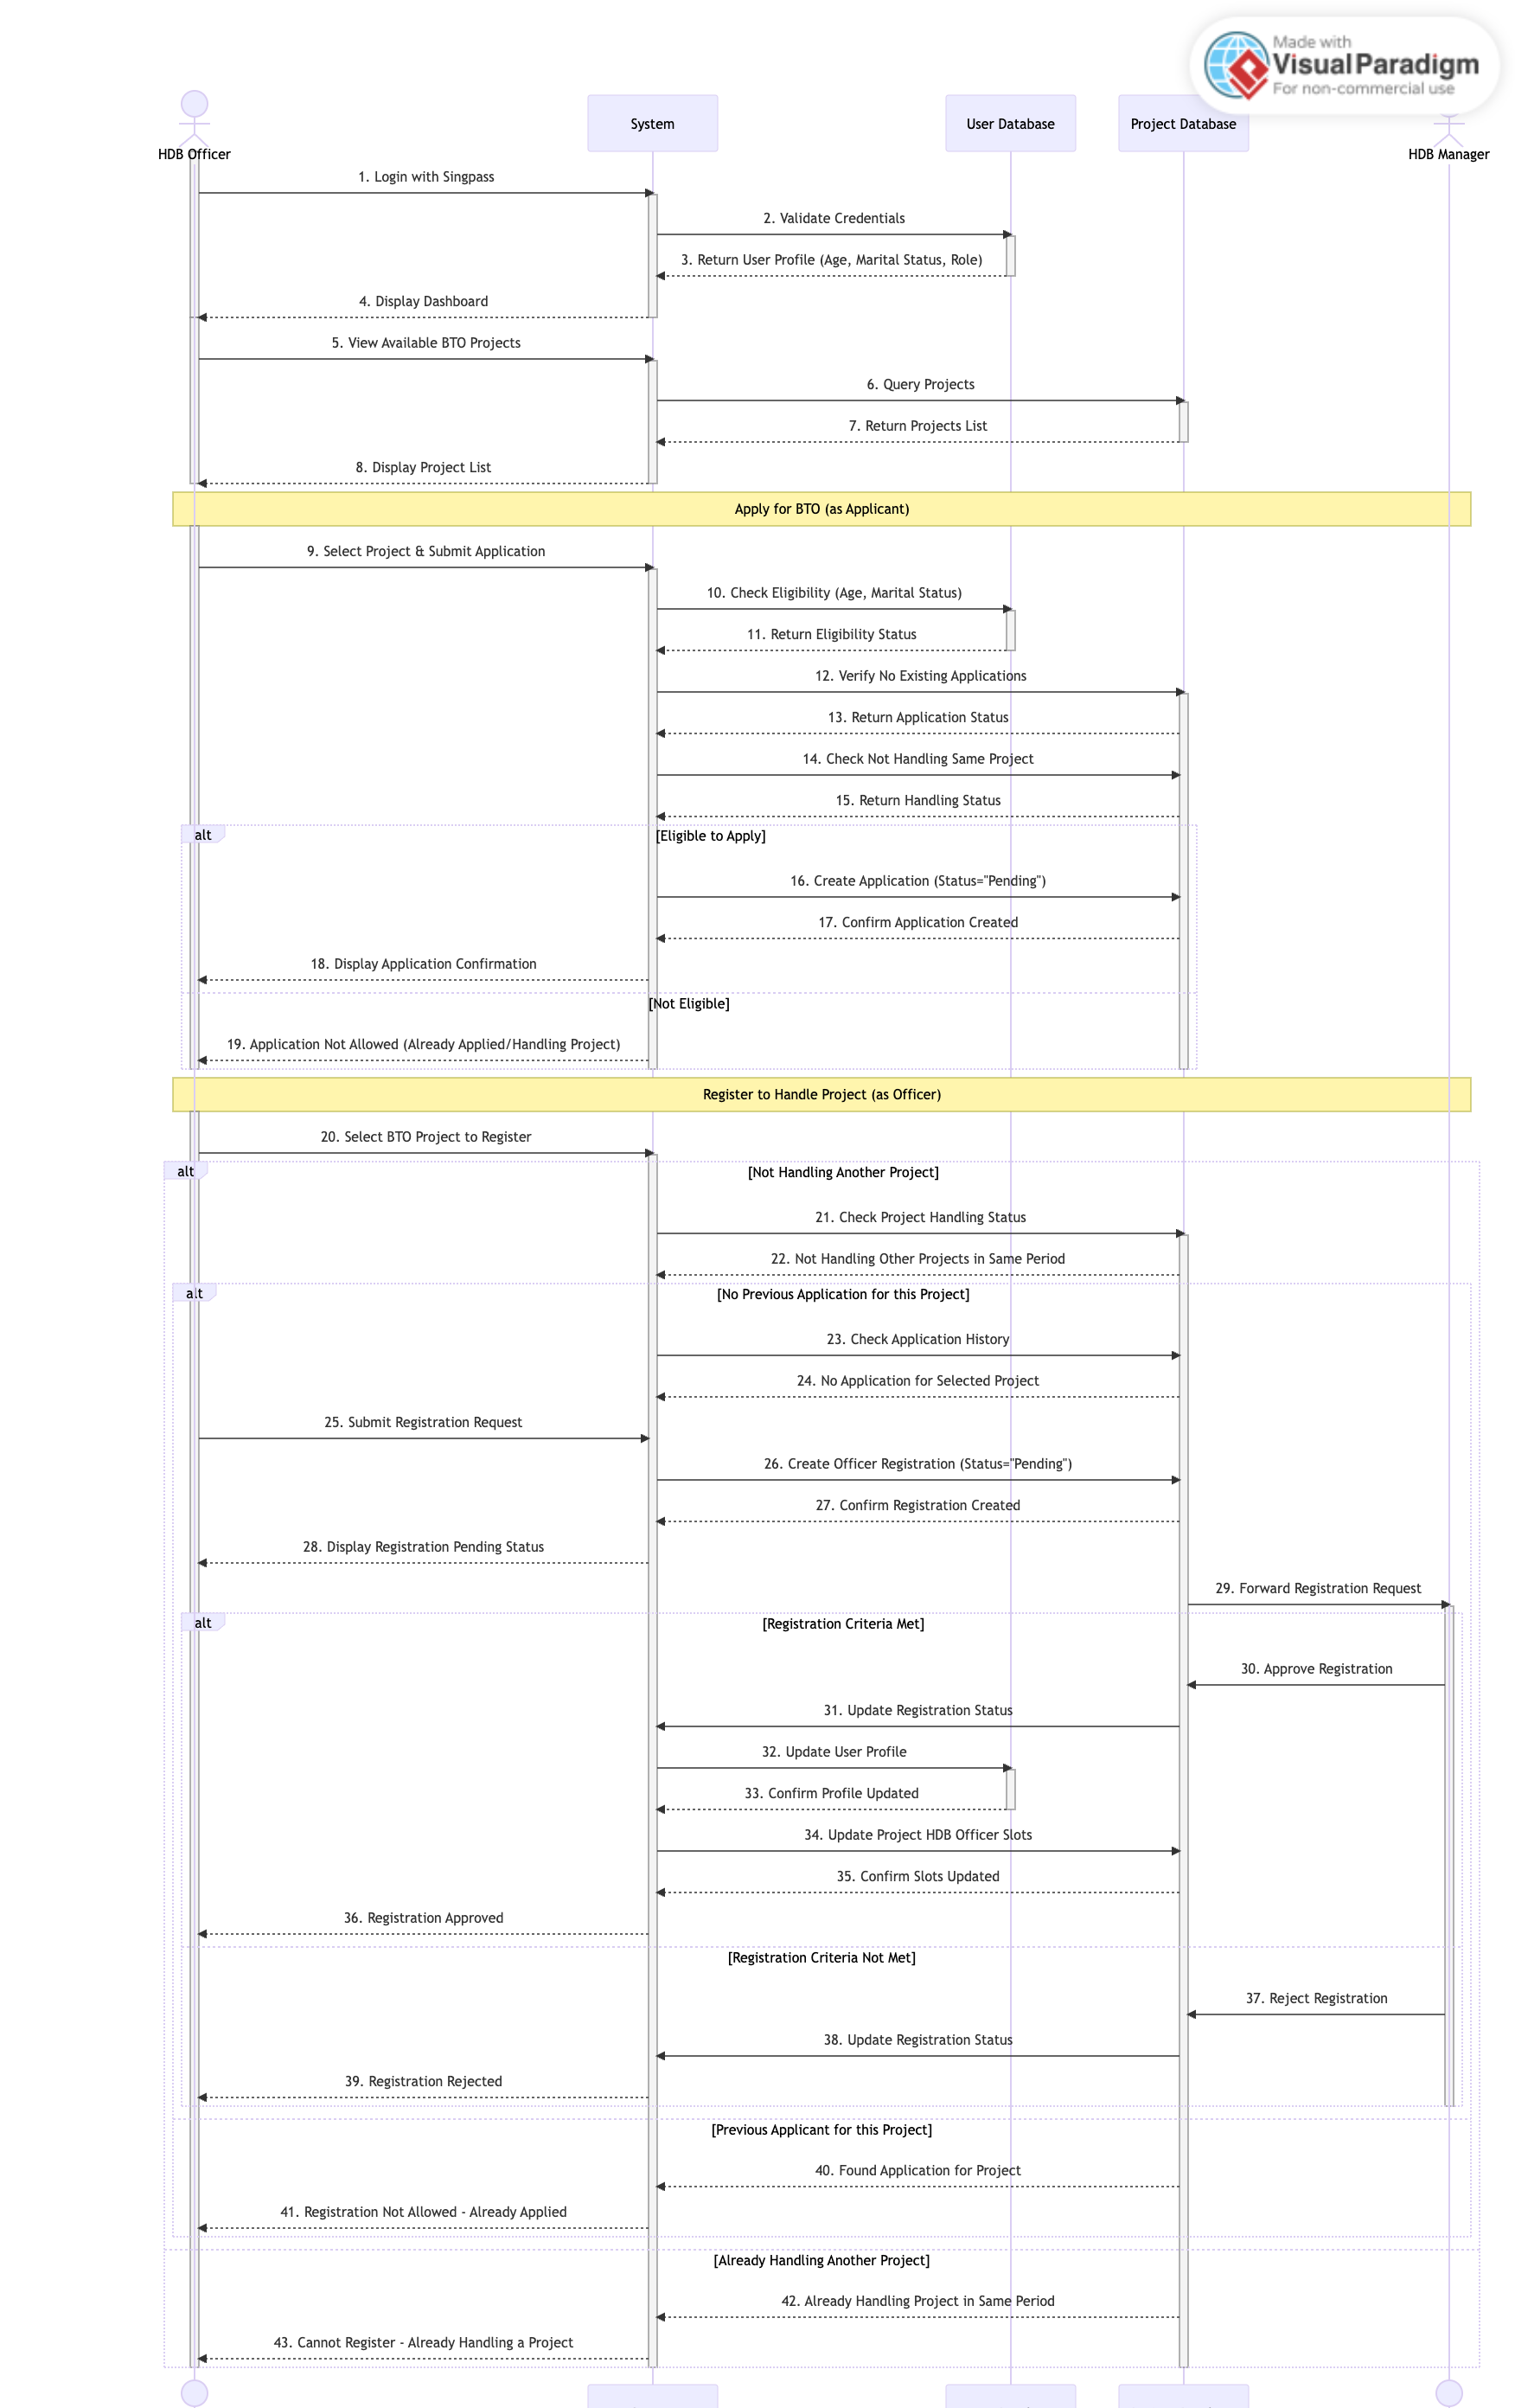 Made with
Visual Paradigm
For non-commercial use
System
User Database
Project Database
HDB Officer
HDB Manager
1. Login with Singpass
2. Validate Credentials
3. Return User Profile (Age, Marital Status, Role)
4. Display Dashboard
5. View Available BTO Projects
6. Query Projects
7. Return Projects List
8. Display Project List
Apply for BTO (as Applicant)
9. Select Project & Submit Application
10. Check Eligibility (Age, Marital Status)
11. Return Eligibility Status
12. Verify No Existing Applications
13. Return Application Status
14. Check Not Handling Same Project
15. Return Handling Status
alt
[Eligible to Apply]
16. Create Application (Status="Pending")
17. Confirm Application Created
18. Display Application Confirmation
[Not Eligible]
19. Application Not Allowed (Already Applied/Handling Project)
Register to Handle Project (as Officer)
20. Select BTO Project to Register
alt
[Not Handling Another Project]
21. Check Project Handling Status
22. Not Handling Other Projects in Same Period
alt
[No Previous Application for this Project]
23. Check Application History
24. No Application for Selected Project
25. Submit Registration Request
26. Create Officer Registration (Status="Pending")
27. Confirm Registration Created
28. Display Registration Pending Status
29. Forward Registration Request
alt
[Registration Criteria Met]
30. Approve Registration
31. Update Registration Status
32. Update User Profile
33. Confirm Profile Updated
34. Update Project HDB Officer Slots
35. Confirm Slots Updated
36. Registration Approved
[Registration Criteria Not Met]
37. Reject Registration
38. Update Registration Status
39. Registration Rejected
[Previous Applicant for this Project]
40. Found Application for Project
41. Registration Not Allowed - Already Applied
[Already Handling Another Project]
42. Already Handling Project in Same Period
43. Cannot Register - Already Handling a Project